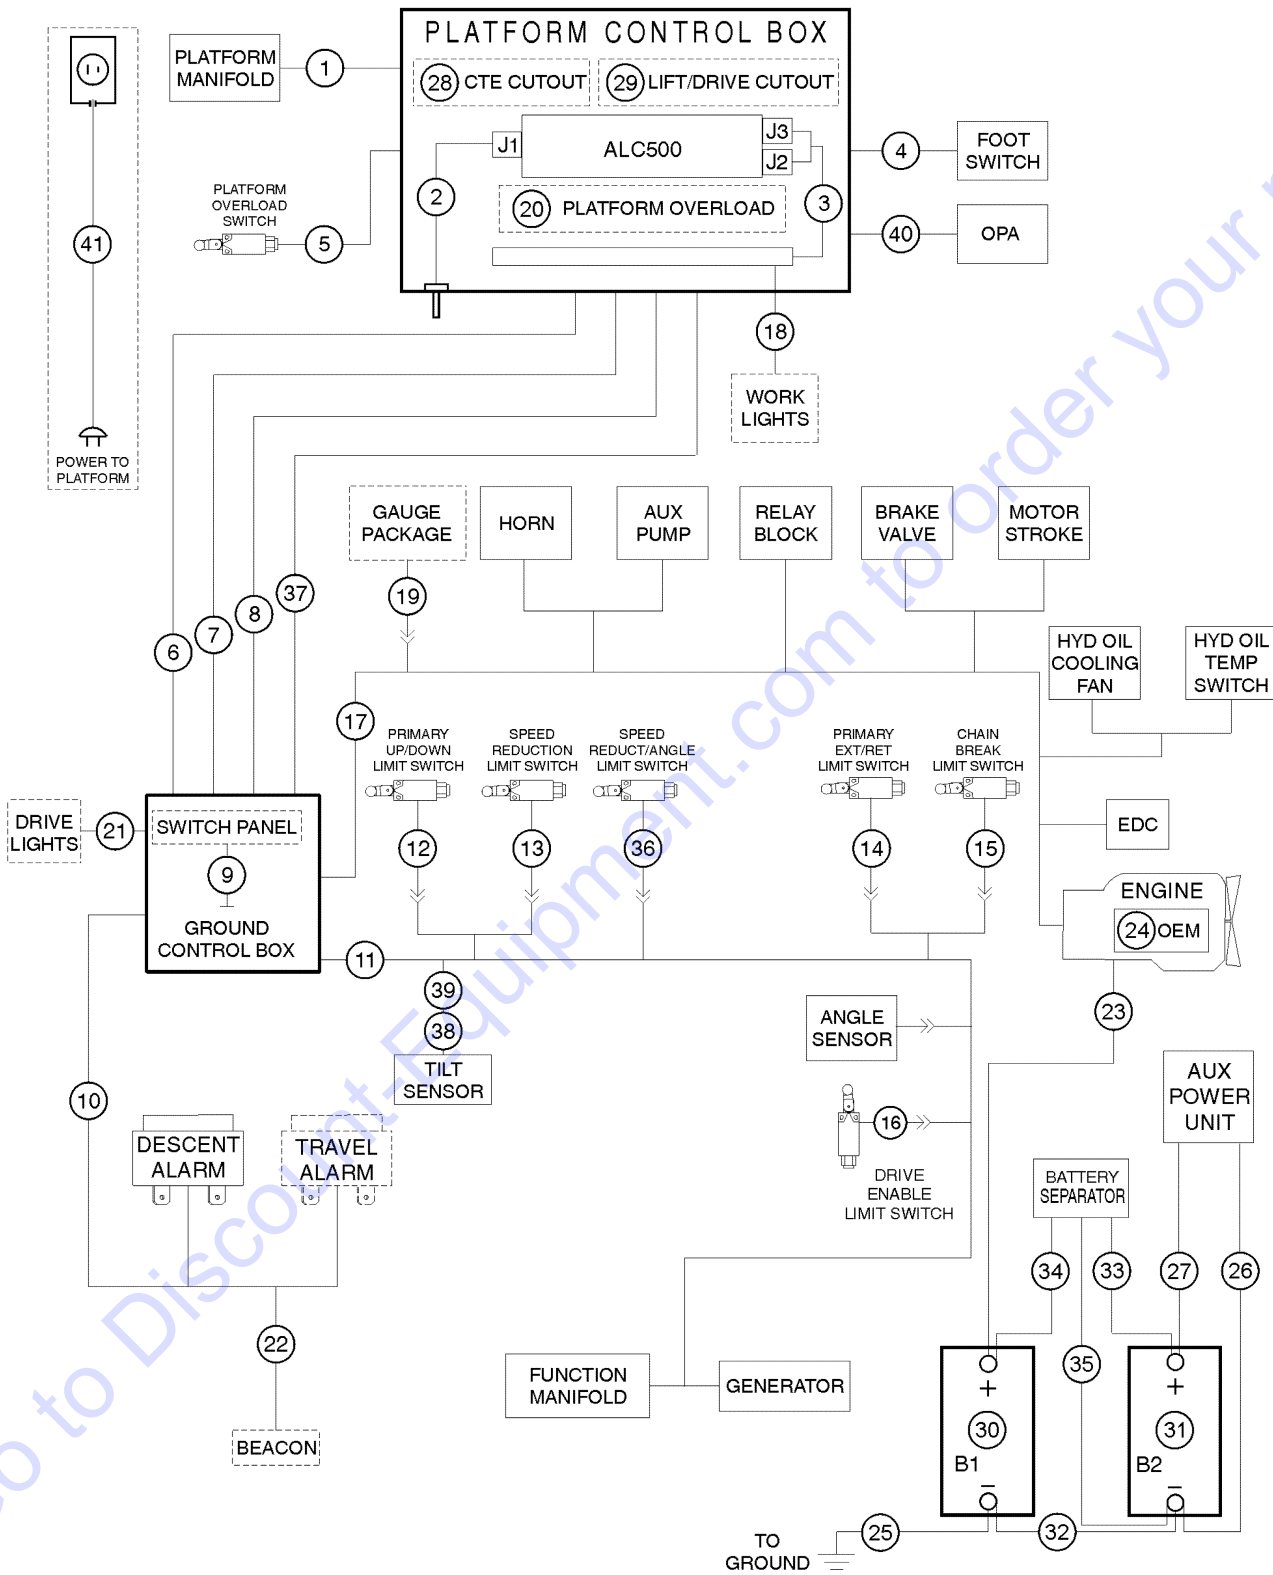 PLATFORM CONTROL BOX
PLATFORM
MANIFOLD
1
28 CTE CUTOUT
29 LIFT/DRIVE CUTOUT
J1
ALC500
J3
J2
2
3
20 PLATFORM OVERLOAD
4
FOOT
SWITCH
40
OPA
PLATFORM
OVERLOAD
SWITCH
5
41
POWER TO
PLATFORM
18
WORK
LIGHTS
6
7
8
37
GAUGE
PACKAGE
19
HORN
AUX
PUMP
RELAY
BLOCK
BRAKE
VALVE
MOTOR
STROKE
HYD OIL
COOLING
FAN
HYD OIL
TEMP
SWITCH
17
PRIMARY
UP/DOWN
LIMIT SWITCH
12
SPEED
REDUCTION
LIMIT SWITCH
13
SPEED
REDUCT/ANGLE
LIMIT SWITCH
36
PRIMARY
EXT/RET
LIMIT SWITCH
14
CHAIN
BREAK
LIMIT SWITCH
15
EDC
ENGINE
24 OEM
23
DRIVE
LIGHTS
21
SWITCH PANEL
9
GROUND
CONTROL BOX
11
39
38
TILT
SENSOR
10
DESCENT
ALARM
TRAVEL
ALARM
22
BEACON
ANGLE
SENSOR
16
DRIVE
ENABLE
LIMIT SWITCH
AUX
POWER
UNIT
BATTERY
SEPARATOR
34
33
27
26
35
FUNCTION
MANIFOLD
GENERATOR
+
30
B1
−
+
31
B2
−
25
32
TO
GROUND
to Discount-Equipment.com to order your